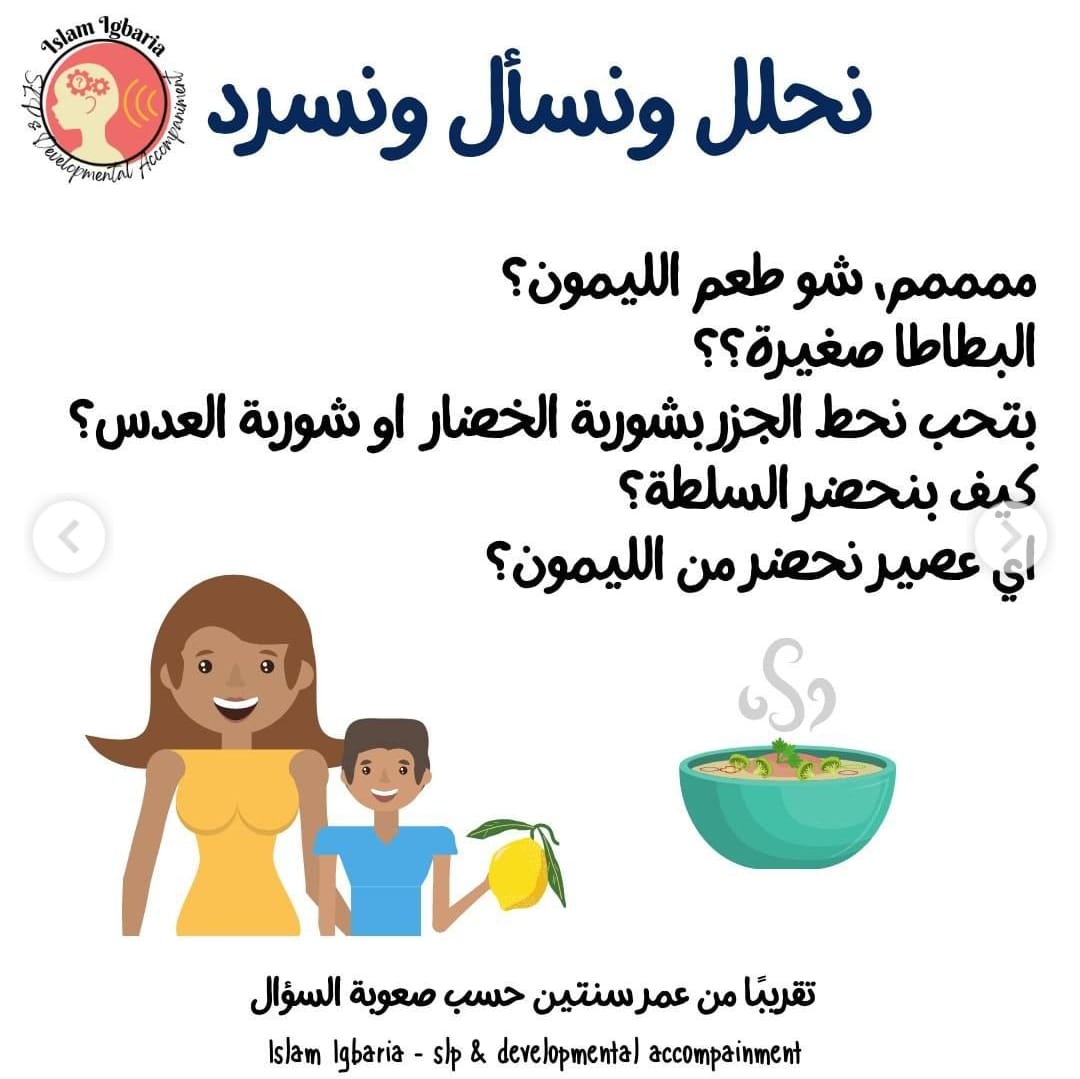 Islam Igbaria
SLP & Developmental Accompaniment
نحلل ونسأل ونسرد
ممممم، شو طعم الليمون؟
البطاطا صغيرة؟؟
بتحب نحط الجزر بشوربة الخضار او شوربة العدس؟
كيف بنحضر السلطة؟
اي عصير نحضر من الليمون؟
تقريبًا من عمر سنتين حسب صعوبة السؤال
Islam Igbaria - slp & developmental accompainment